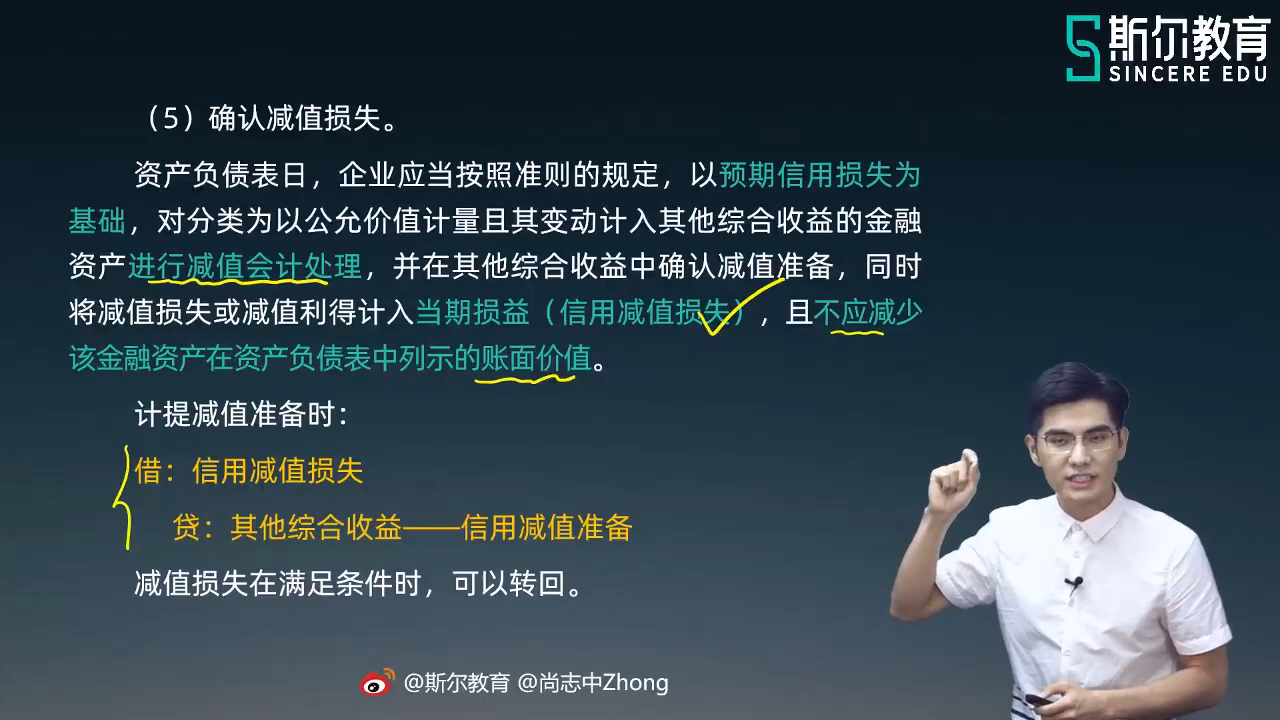 斯尔教育
SINCERE EDU
（5）确认减值损失。
资产负债表日，企业应当按照准则的规定，以预期信用损失为
基础，对分类为以公允价值计量且其变动计入其他综合收益的金融
资产进行减值会计处理，并在其他综合收益中确认减值准备，同时
将减值损失或减值利得计入当期损益（信用减值损失），且不应减少
该金融资产在资产负债表中列示的账面价值。
计提减值准备时：
借：信用减值损失
贷：其他综合收益——信用减值准备
减值损失在满足条件时，可以转回。
@斯尔教育 @尚志中Zhong